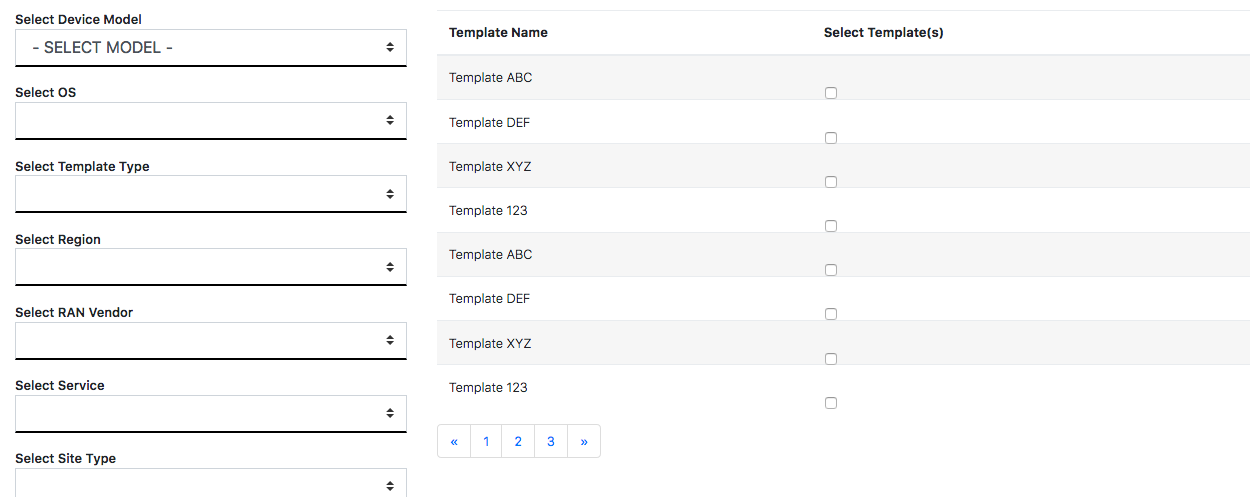 Select Device Model
- SELECT MODEL -
Select OS
Select Template Type
Select Region
Select RAN Vendor
Select Service
Select Site Type
Template Name Select Template(s)
Template ABC
Template DEF
Template XYZ
Template 123
Template ABC
Template DEF
Template XYZ
Template 123
« 1 2 3 »